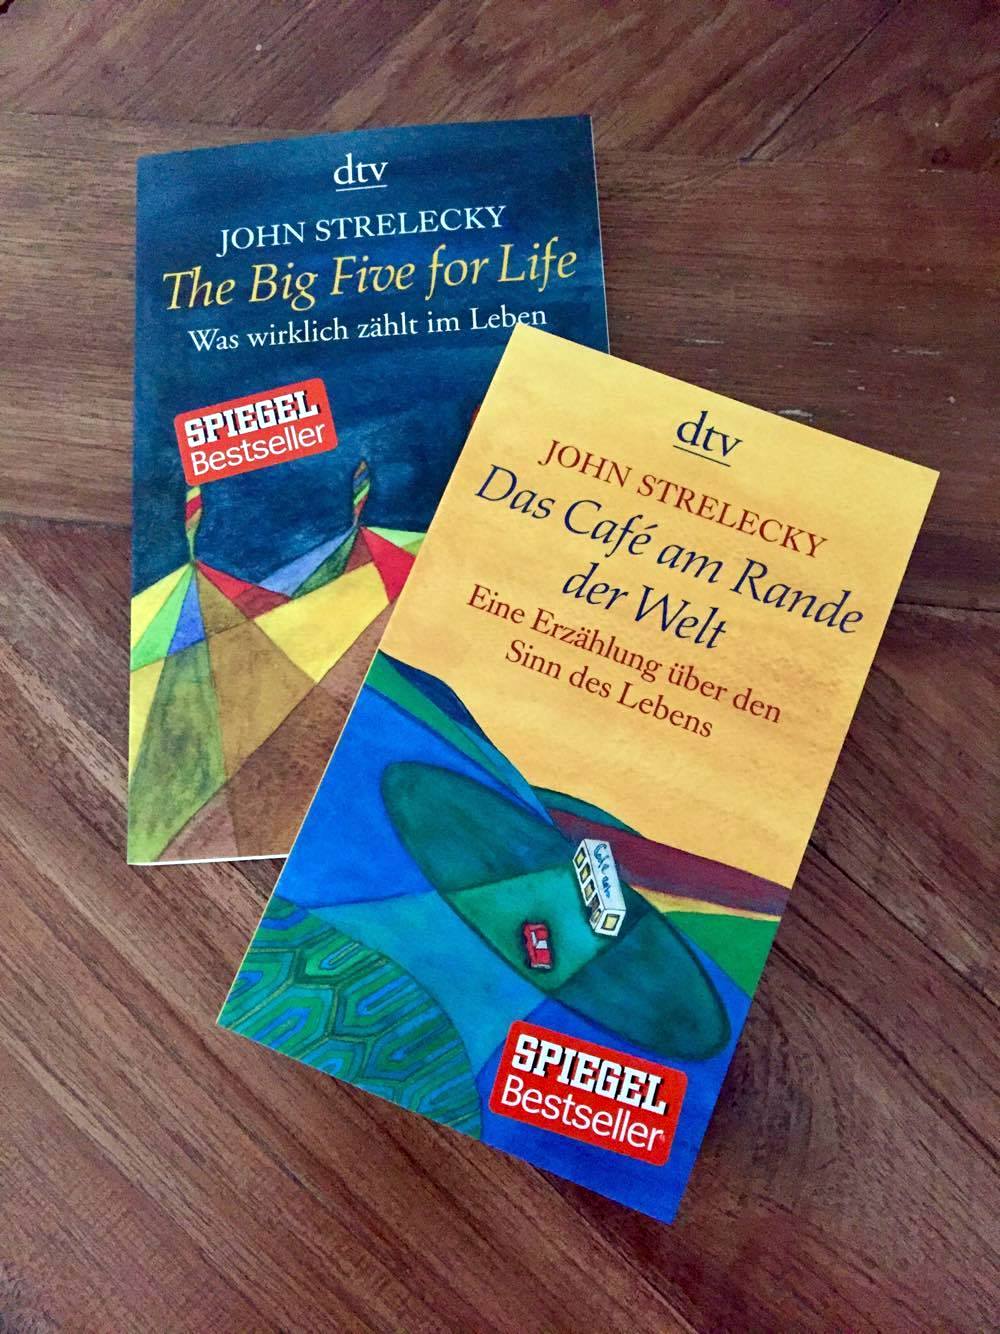 dtv
JOHN STRELECKY
The Big Five for Life
Was wirklich zählt im Leben
SPIEGEL
Bestseller
dtv
JOHN STRELECKY
Das Café am Rande
der Welt
Eine Erzählung über den
Sinn des Lebens
SPIEGEL
Bestseller